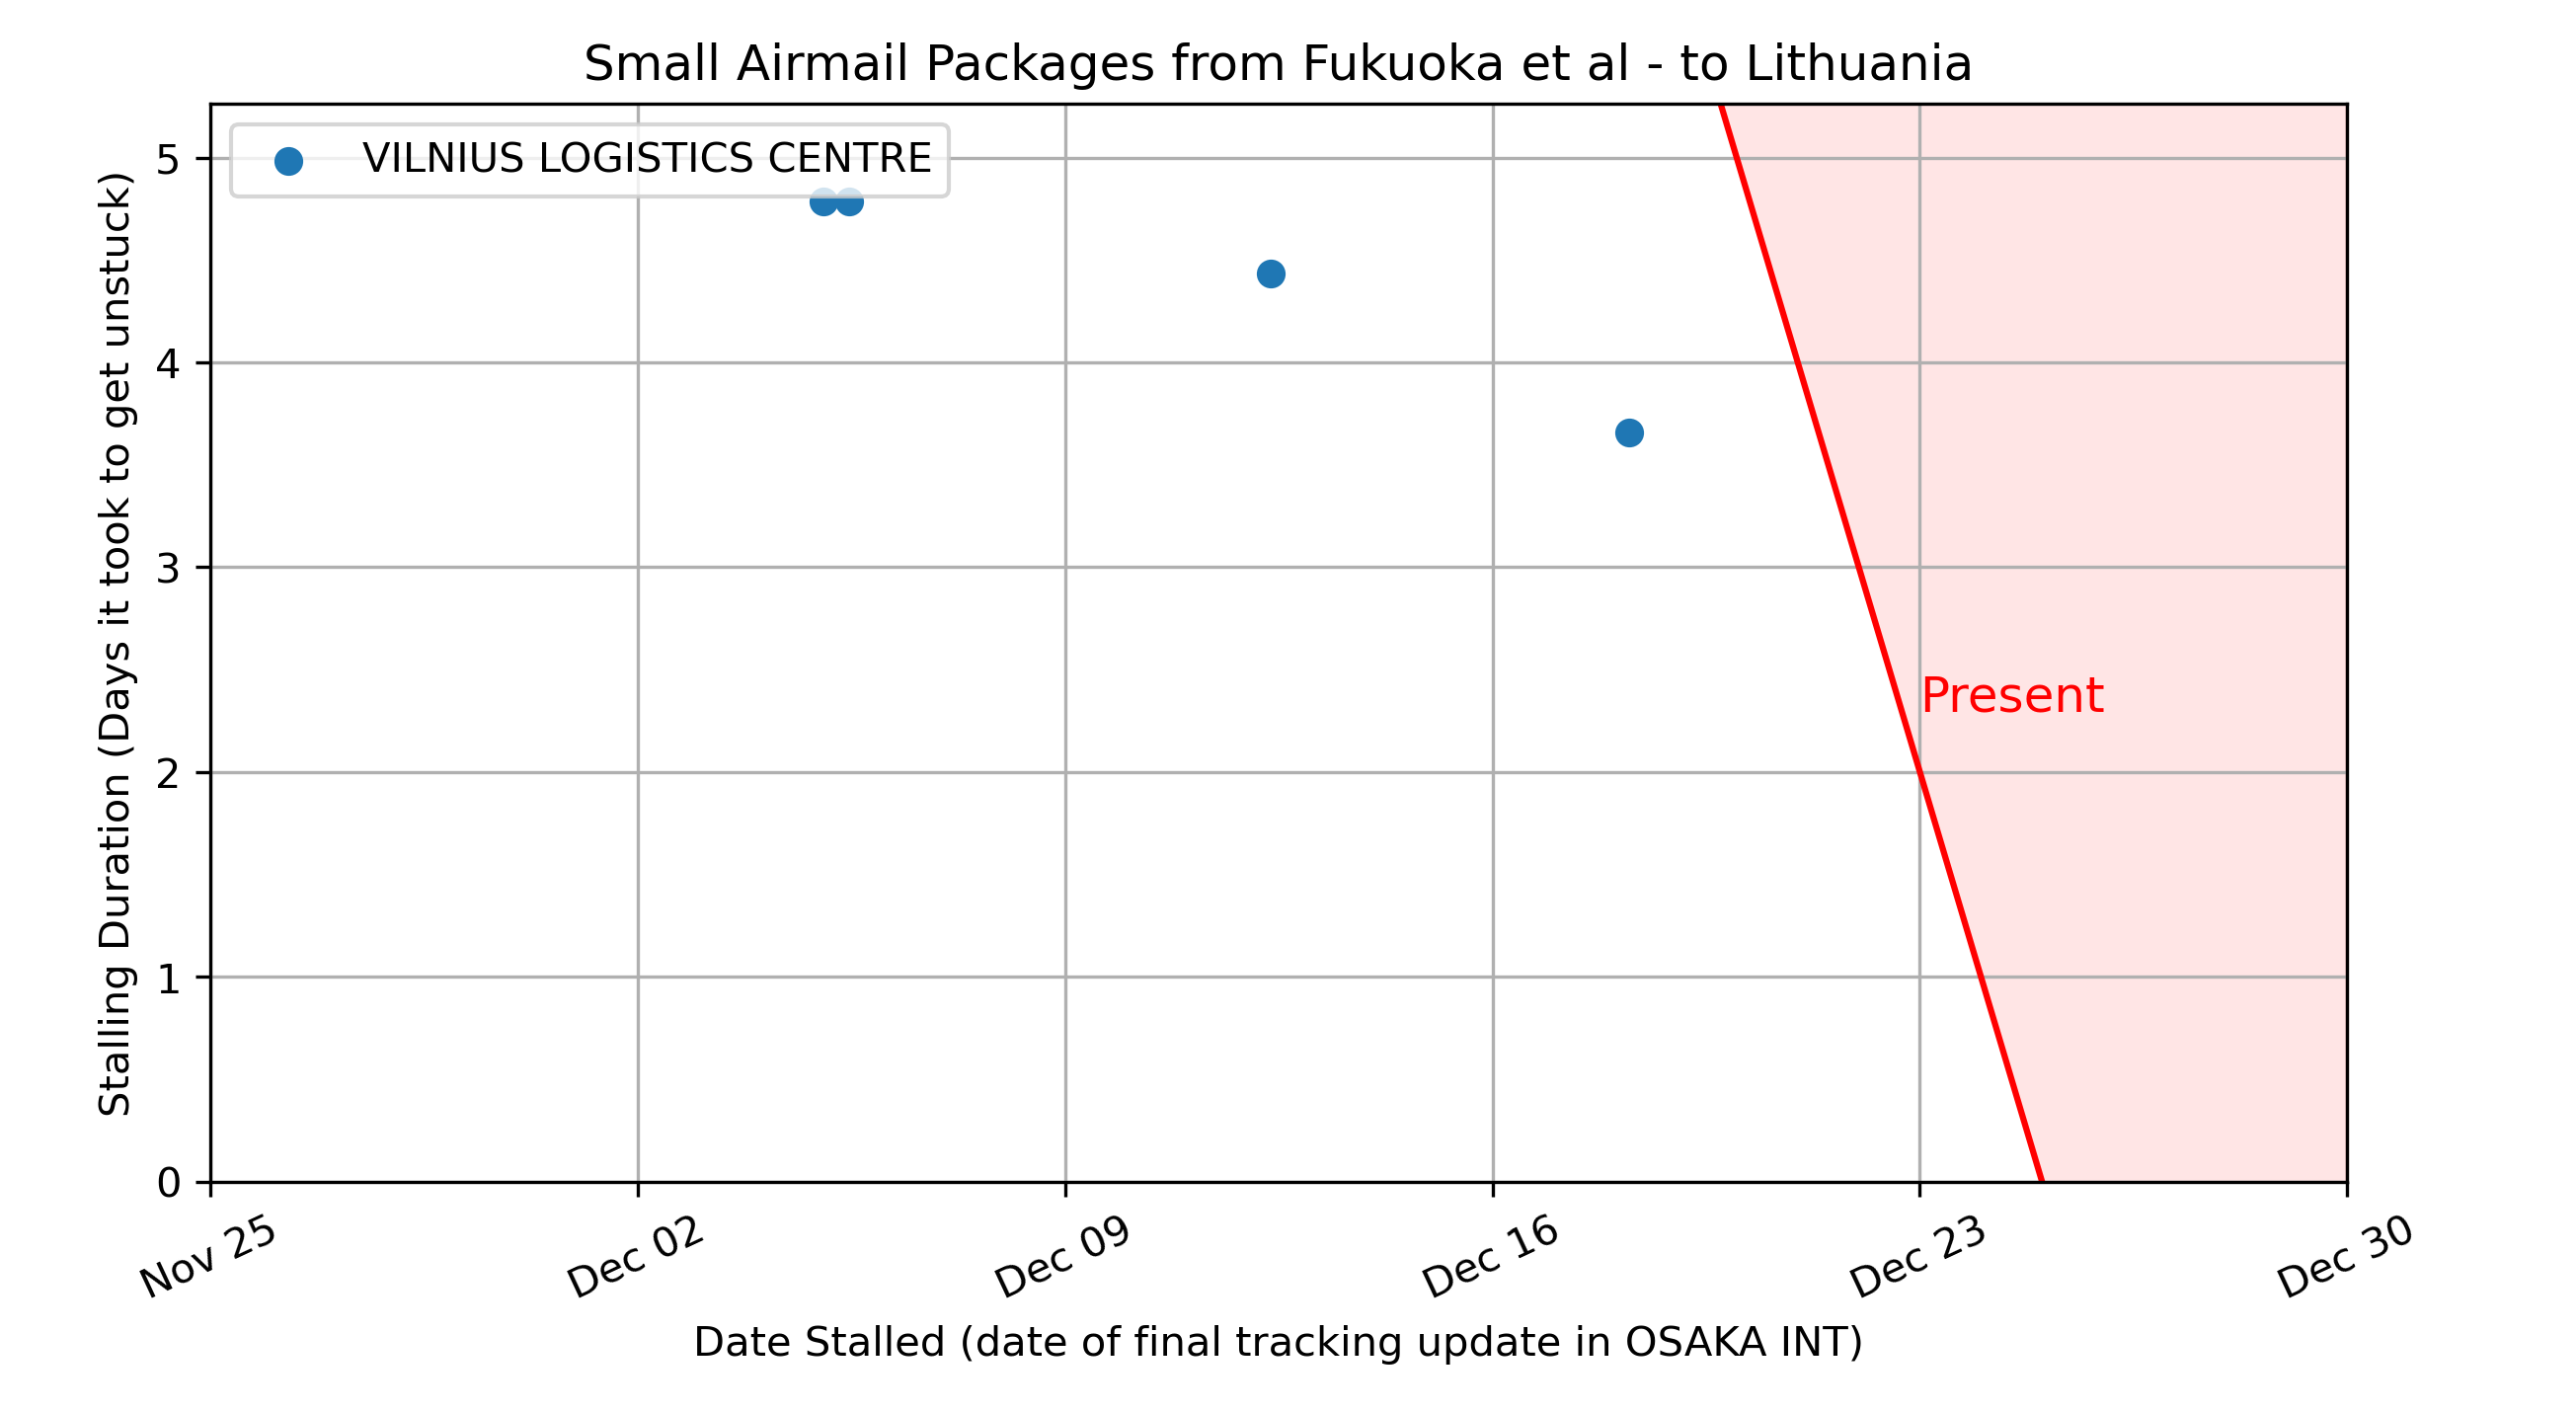 Small Airmail Packages from Fukuoka et al - to Lithuania
VILNIUS LOGISTICS CENTRE
Stalling Duration (Days it took to get unstuck)
5
4
3
2
1
0
Present
Nov 25
Dec 02
Dec 09
Dec 16
Dec 23
Dec 30
Date Stalled (date of final tracking update in OSAKA INT)